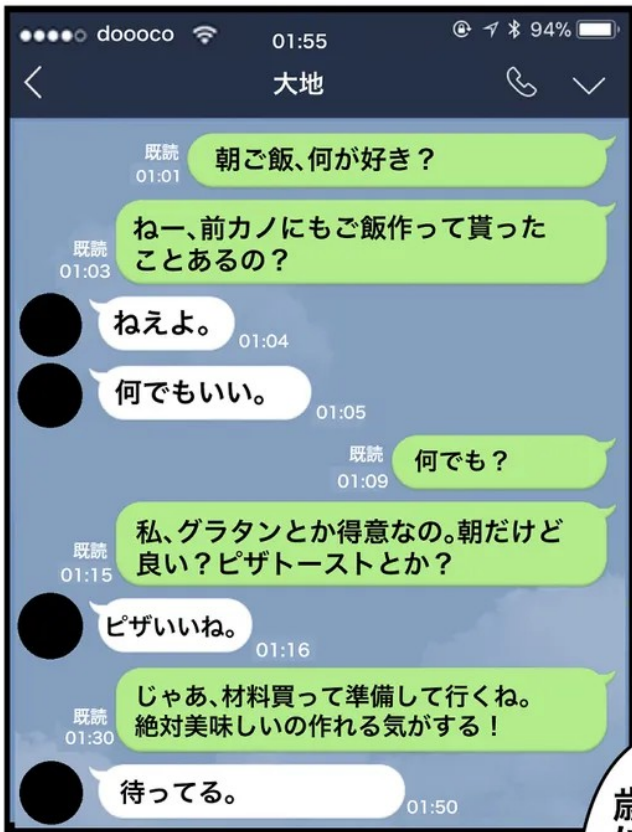 doooco
01:55
94%
大地
既読
01:01
朝ご飯、何が好き？
既読
01:03
ねー、前カノにもご飯作って貰った
ことあるの？
ねえよ。
01:04
何でもいい。
01:05
既読
01:09
何でも？
既読
01:15
私、グラタンとか得意なの。朝だけど
良い？ピザトーストとか？
ピザいいね。
01:16
既読
01:30
じゃあ、材料買って準備して行くね。
絶対美味しいの作れる気がする！
待ってる。
01:50